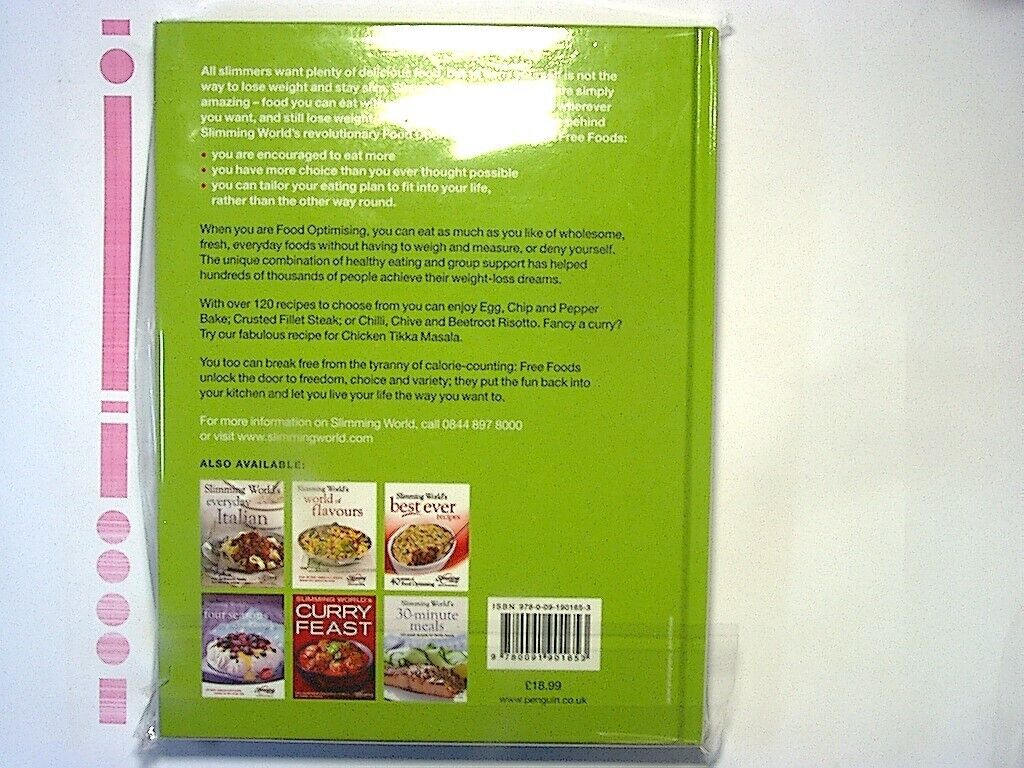 All slimmers want plenty of delicious food is not the
way to lose weight and stay slim. are simply
amazing – food you can eat wherever
you want, and still lose weight behind
Slimming World's revolutionary Food Free Foods:
• you are encouraged to eat more
• you have more choice than you ever thought possible
• you can tailor your eating plan to fit into your life,
rather than the other way round.
When you are Food Optimising, you can eat as much as you like of wholesome,
fresh, everyday foods without having to weigh and measure, or deny yourself.
The unique combination of healthy eating and group support has helped
hundreds of thousands of people achieve their weight-loss dreams.
With over 120 recipes to choose from you can enjoy Egg, Chip and Pepper
Bake; Crusted Fillet Steak; or Chilli, Chive and Beetroot Risotto. Fancy a curry?
Try our fabulous recipe for Chicken Tikka Masala.
You too can break free from the tyranny of calorie-counting: Free Foods
unlock the door to freedom, choice and variety; they put the fun back into
your kitchen and let you live your life the way you want to.
For more information on Slimming World, call 0844 897 8000
or visit www.slimmingworld.com
ALSO AVAILABLE:
Slimming World's
everyday
Italian
Slimming World's
world of
flavours
Slimming World's
best ever
recipes
four seasons
SLIMMING WORLD'S
CURRY
FEAST
Slimming World's
30-minute
meals
ISBN 978-0-09-190165-3
9 780091 901653
£18.99
www.penguin.co.uk